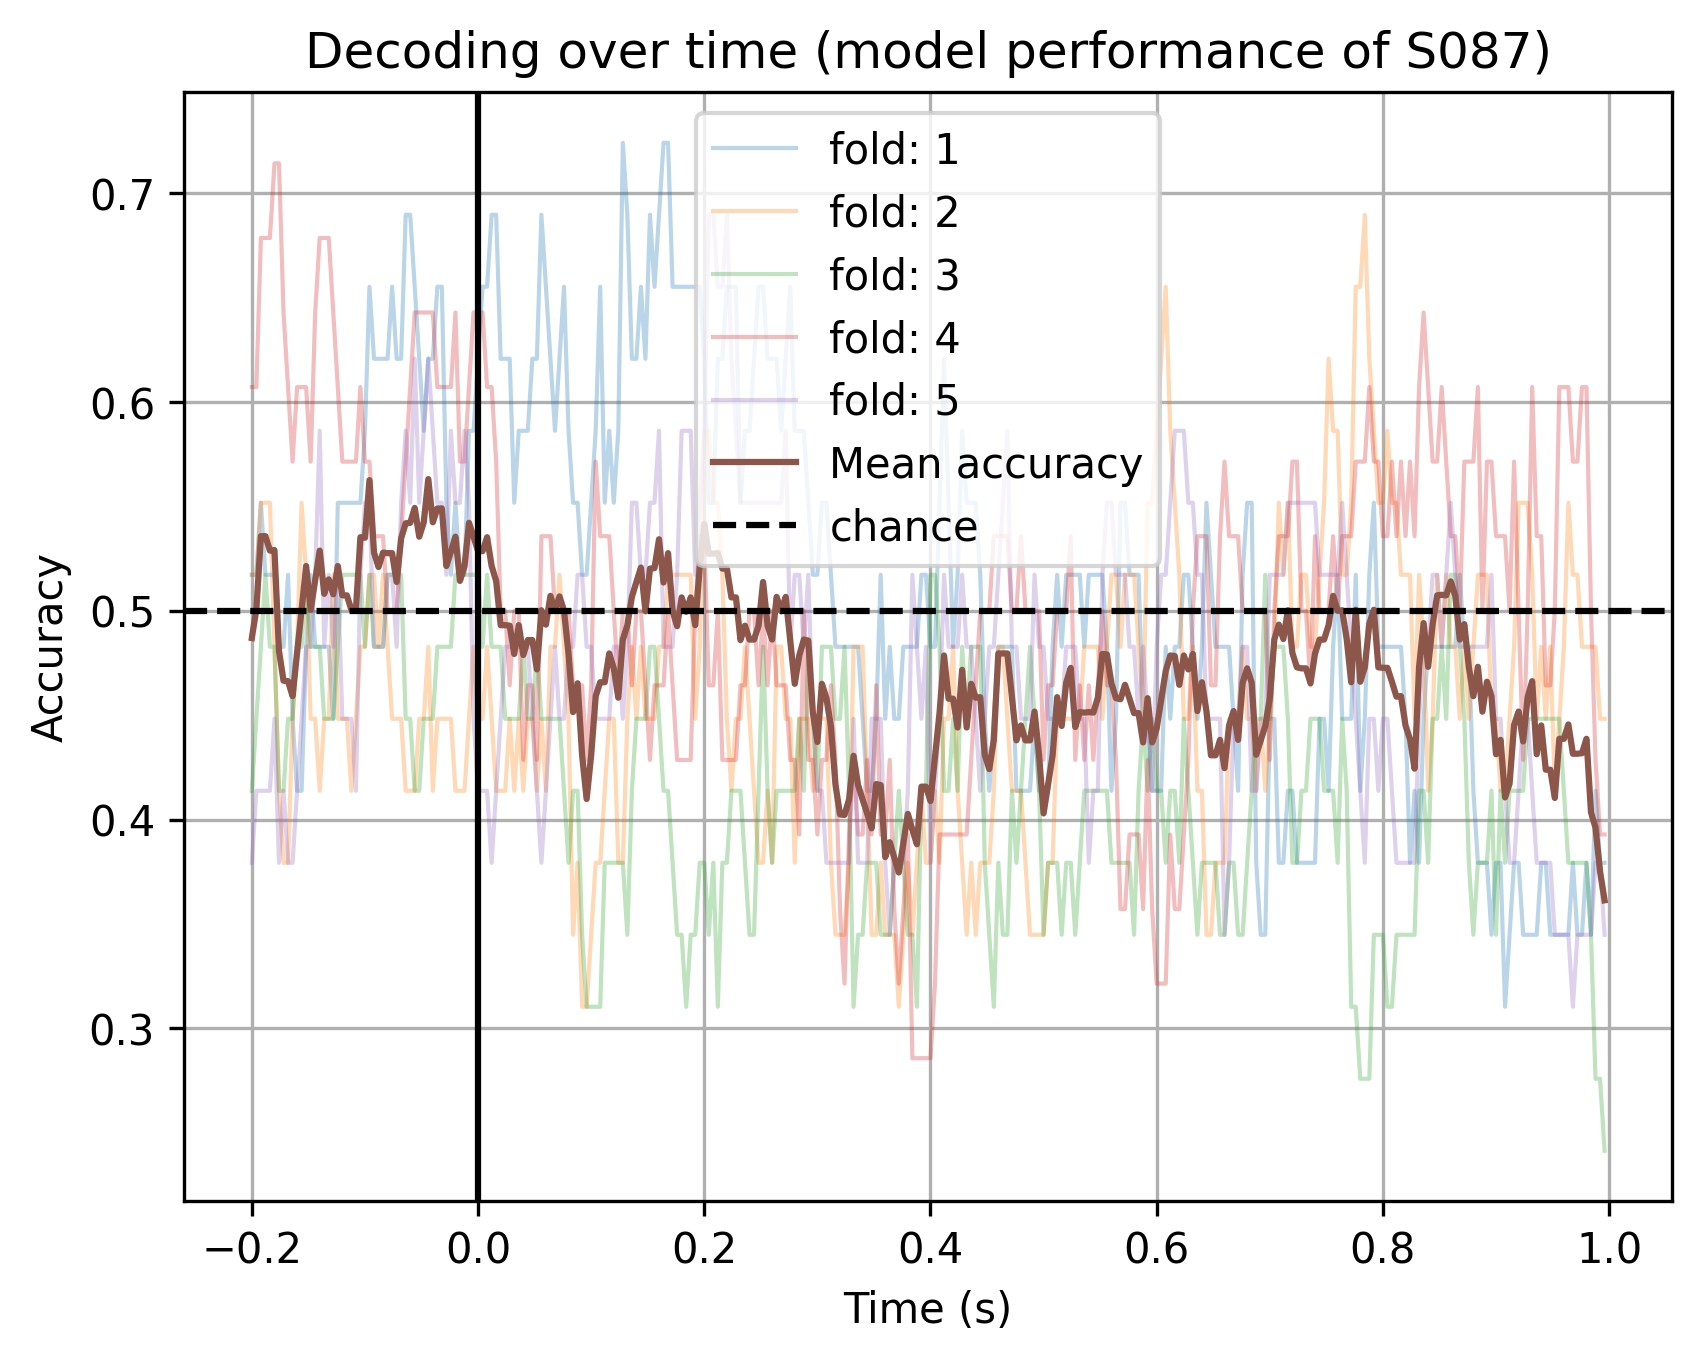 Decoding over time (model performance of S087)
fold: 1
fold: 2
fold: 3
fold: 4
fold: 5
Mean accuracy
chance
Accuracy
0.7
0.6
0.5
0.4
0.3
−0.2 0.0 0.2 0.4 0.6 0.8 1.0
Time (s)